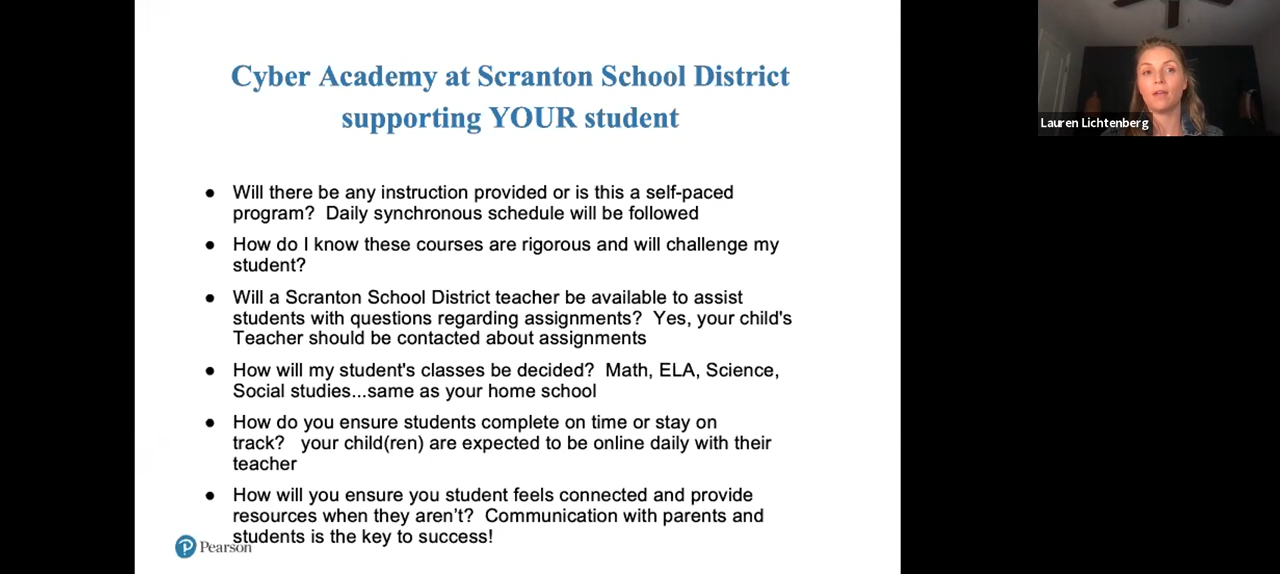 Cyber Academy at Scranton School District
supporting YOUR student
Lauren Lichtenberg
● Will there be any instruction provided or is this a self-paced
program?  Daily synchronous schedule will be followed
● How do I know these courses are rigorous and will challenge my
student?
● Will a Scranton School District teacher be available to assist
students with questions regarding assignments?  Yes, your child's
Teacher should be contacted about assignments
● How will my student's classes be decided?  Math, ELA, Science,
Social studies...same as your home school
● How do you ensure students complete on time or stay on
track?   your child(ren) are expected to be online daily with their
teacher
● How will you ensure you student feels connected and provide
resources when they aren’t?  Communication with parents and
students is the key to success!
P Pearson